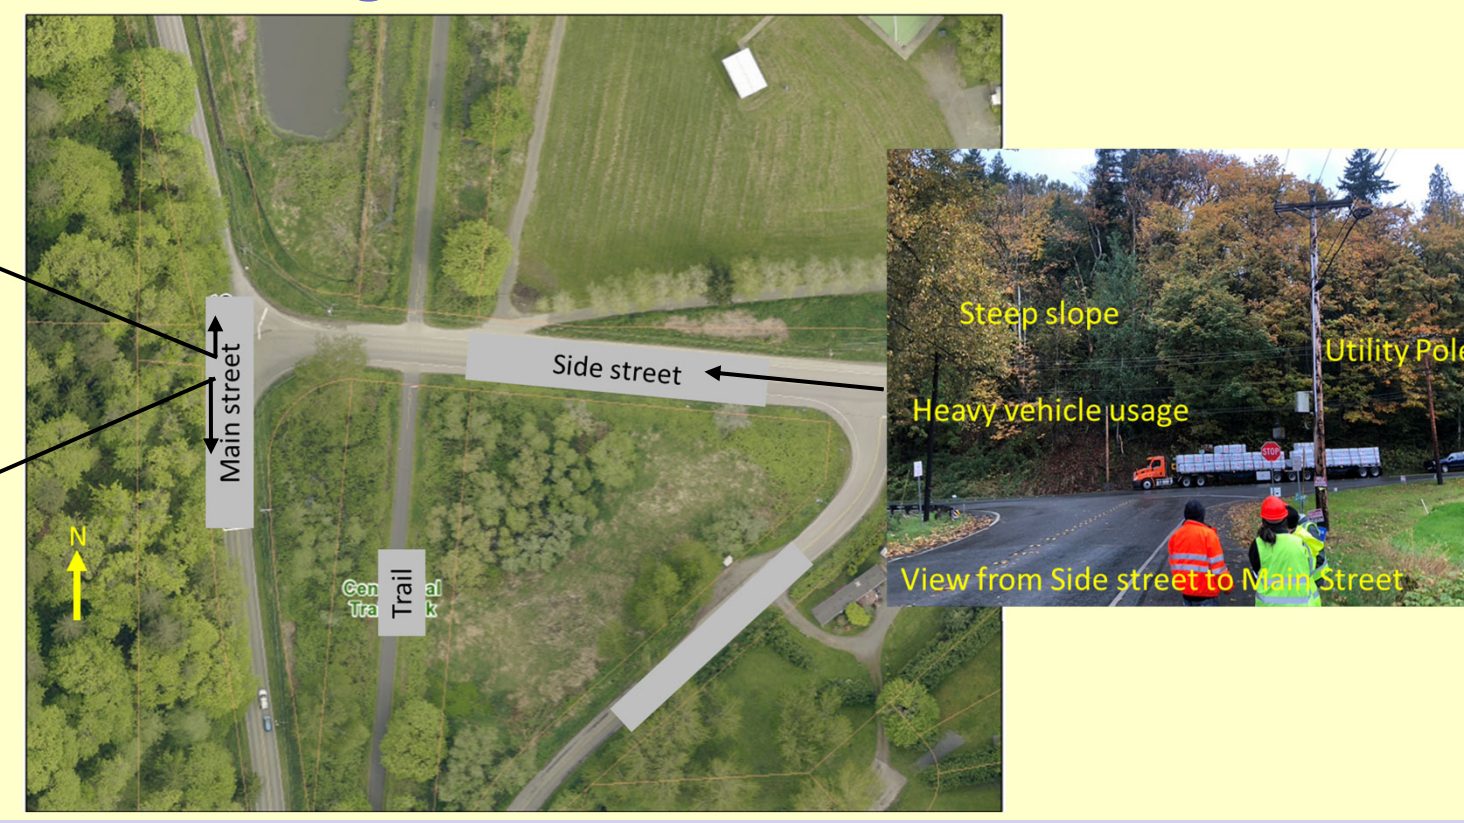 Main street
Side street
Trail
N
Steep slope
Utility Pole
Heavy vehicle usage
STOP
View from Side street to Main Street